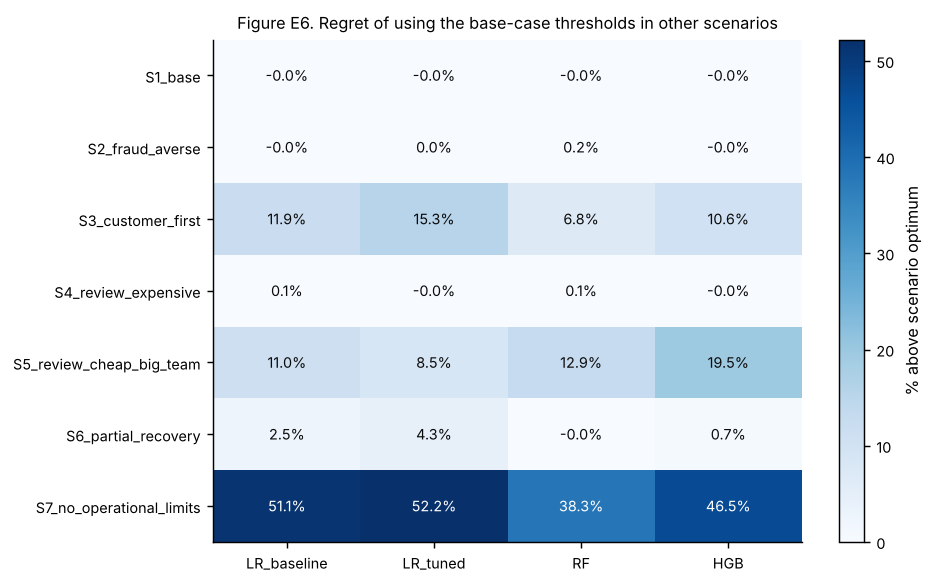 Figure E6. Regret of using the base-case thresholds in other scenarios
S1_base -0.0% -0.0% -0.0% -0.0%
S2_fraud_averse -0.0% 0.0% 0.2% -0.0%
S3_customer_first 11.9% 15.3% 6.8% 10.6%
S4_review_expensive 0.1% -0.0% 0.1% -0.0%
S5_review_cheap_big_team 11.0% 8.5% 12.9% 19.5%
S6_partial_recovery 2.5% 4.3% -0.0% 0.7%
S7_no_operational_limits 51.1% 52.2% 38.3% 46.5%
LR_baseline LR_tuned RF HGB
50
40
30
20
10
0
% above scenario optimum